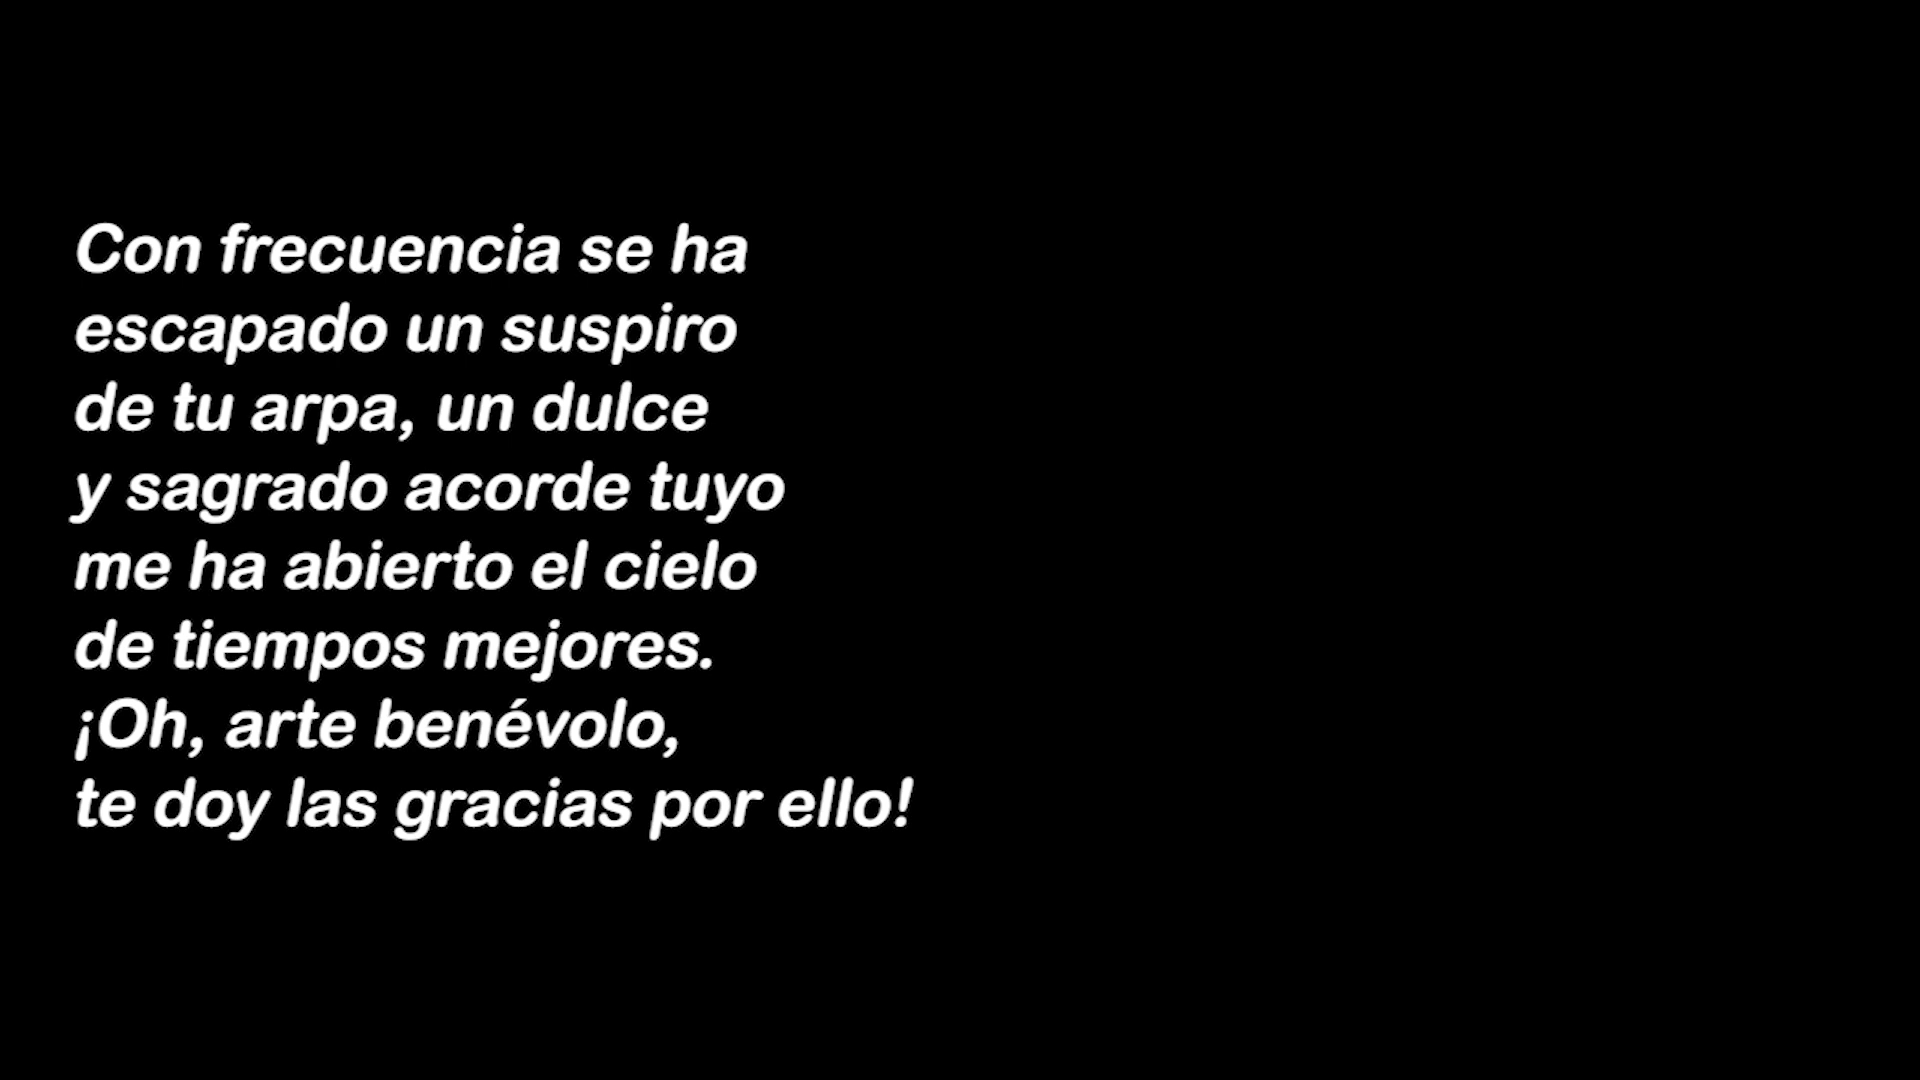 Con frecuencia se ha
escapado un suspiro
de tu arpa, un dulce
y sagrado acorde tuyo
me ha abierto el cielo
de tiempos mejores.
¡Oh, arte benévolo,
te doy las gracias por ello!